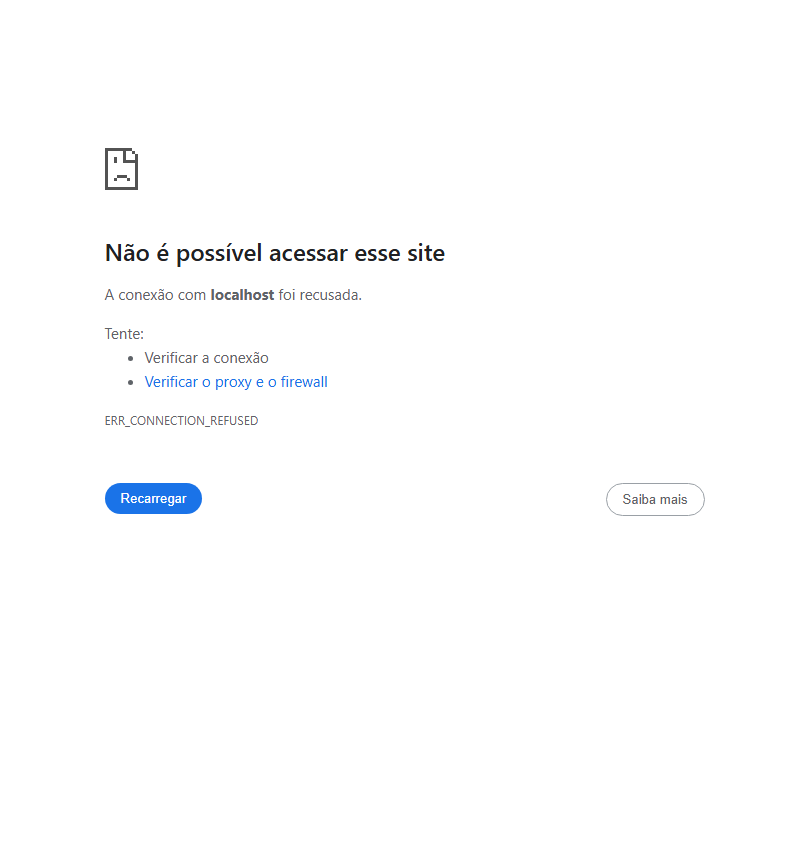 Não é possível acessar esse site
A conexão com localhost foi recusada.
Tente:
Verificar a conexão
Verificar o proxy e o firewall
ERR_CONNECTION_REFUSED
Recarregar
Saiba mais